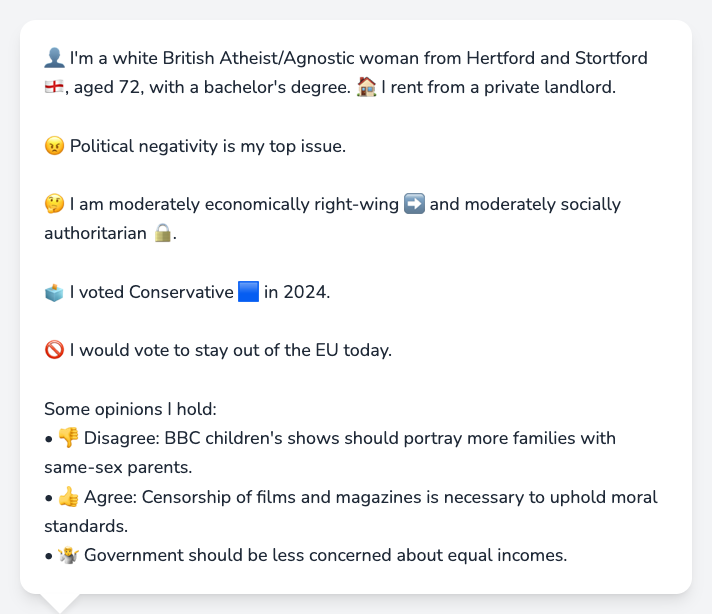 👤 I'm a white British Atheist/Agnostic woman from Hertford and Stortford
🏴󠁧󠁢󠁥󠁮󠁧󠁿, aged 72, with a bachelor's degree. 🏠 I rent from a private landlord.
😠 Political negativity is my top issue.
🤔 I am moderately economically right-wing ➡️ and moderately socially
authoritarian 🔒.
🗳️ I voted Conservative 🟦 in 2024.
🚫 I would vote to stay out of the EU today.
Some opinions I hold:
• 👎 Disagree: BBC children's shows should portray more families with
same-sex parents.
• 👍 Agree: Censorship of films and magazines is necessary to uphold moral
standards.
• 🤷 Government should be less concerned about equal incomes.